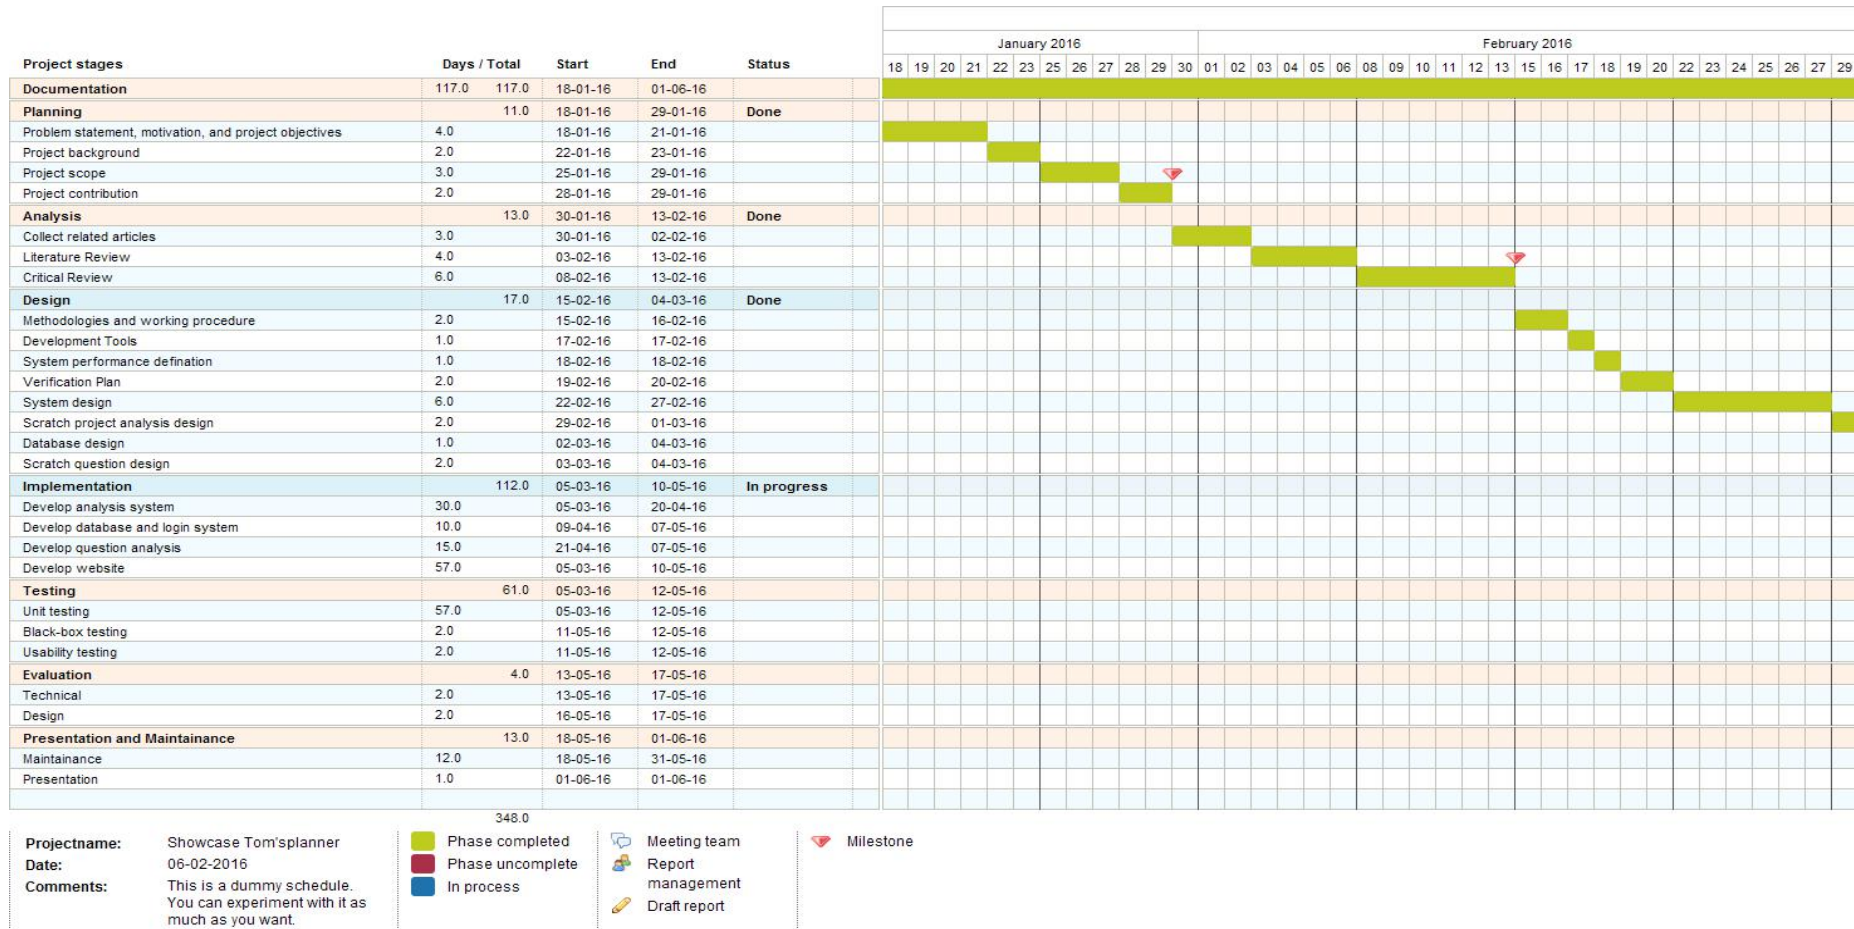 January 2016 February 2016
Project stages Days / Total Start End Status 18 19 20 21 22 23 25 26 27 28 29 30 01 02 03 04 05 06 08 09 10 11 12 13 15 16 17 18 19 20 22 23 24 25 26 27 29
Documentation 117.0 117.0 18-01-16 01-06-16
Planning 11.0 18-01-16 29-01-16 Done
Problem statement, motivation, and project objectives 4.0 18-01-16 21-01-16
Project background 2.0 22-01-16 23-01-16
Project scope 3.0 25-01-16 29-01-16
Project contribution 2.0 28-01-16 29-01-16
Analysis 13.0 30-01-16 13-02-16 Done
Collect related articles 3.0 30-01-16 02-02-16
Literature Review 4.0 03-02-16 13-02-16
Critical Review 6.0 08-02-16 13-02-16
Design 17.0 15-02-16 04-03-16 Done
Methodologies and working procedure 2.0 15-02-16 16-02-16
Development Tools 1.0 17-02-16 17-02-16
System performance defination 1.0 18-02-16 18-02-16
Verification Plan 2.0 19-02-16 20-02-16
System design 6.0 22-02-16 27-02-16
Scratch project analysis design 2.0 29-02-16 01-03-16
Database design 1.0 02-03-16 04-03-16
Scratch question design 2.0 03-03-16 04-03-16
Implementation 112.0 05-03-16 10-05-16 In progress
Develop analysis system 30.0 05-03-16 20-04-16
Develop database and login system 10.0 09-04-16 07-05-16
Develop question analysis 15.0 21-04-16 07-05-16
Develop website 57.0 05-03-16 10-05-16
Testing 61.0 05-03-16 12-05-16
Unit testing 57.0 05-03-16 12-05-16
Black-box testing 2.0 11-05-16 12-05-16
Usability testing 2.0 11-05-16 12-05-16
Evaluation 4.0 13-05-16 17-05-16
Technical 2.0 13-05-16 17-05-16
Design 2.0 16-05-16 17-05-16
Presentation and Maintainance 13.0 18-05-16 01-06-16
Maintainance 12.0 18-05-16 31-05-16
Presentation 1.0 01-06-16 01-06-16
348.0
Projectname: Showcase Tom'splanner
Date: 06-02-2016
Comments: This is a dummy schedule.
You can experiment with it as
much as you want.
Phase completed
Phase uncomplete
In process
Meeting team
Report
management
Draft report
Milestone